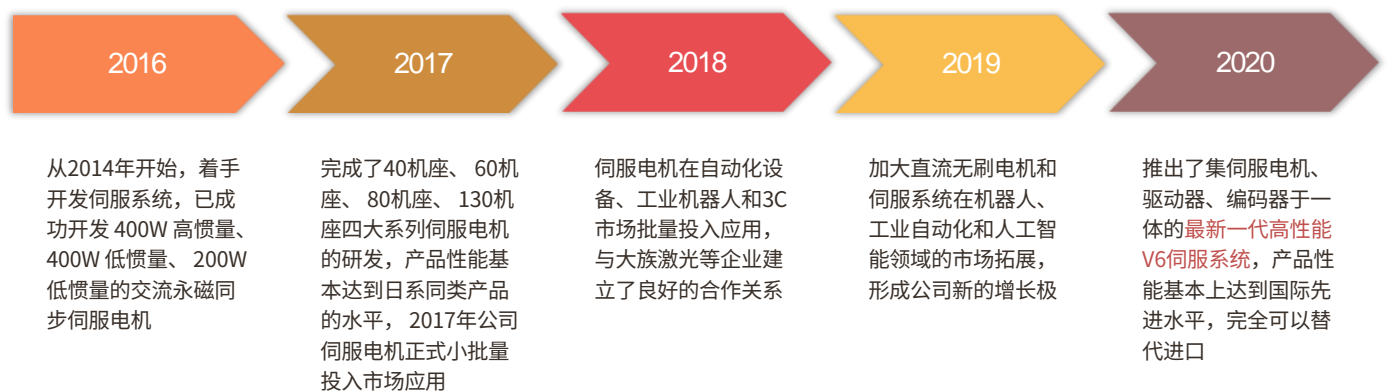 2016
2017
2018
2019
2020
从2014年开始，着手
开发伺服系统，已成
功开发 400W 高惯量、
400W 低惯量、 200W
低惯量的交流永磁同
步伺服电机
完成了40机座、 60机
座、 80机座、 130机
座四大系列伺服电机
的研发，产品性能基
本达到日系同类产品
的水平， 2017年公司
伺服电机正式小批量
投入市场应用
伺服电机在自动化设
备、工业机器人和3C
市场批量投入应用，
与大族激光等企业建
立了良好的合作关系
加大直流无刷电机和
伺服系统在机器人、
工业自动化和人工智
能领域的市场拓展，
形成公司新的增长极
推出了集伺服电机、
驱动器、编码器于一
体的最新一代高性能
V6伺服系统，产品性
能基本上达到国际先
进水平，完全可以替
代进口